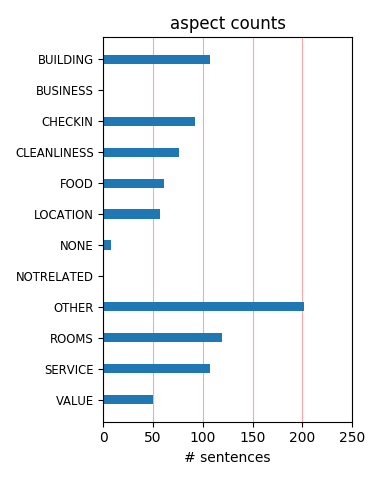 aspect counts
BUILDING
BUSINESS
CHECKIN
CLEANLINESS
FOOD
LOCATION
NONE
NOTRELATED
OTHER
ROOMS
SERVICE
VALUE
0 50 100 150 200 250
# sentences